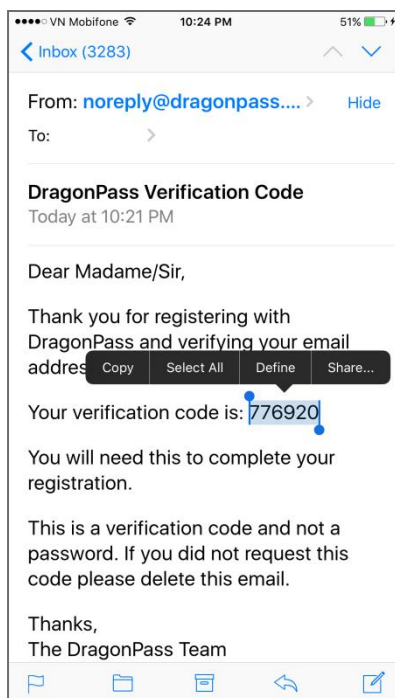 VN Mobifone 10:24 PM 51%
Inbox (3283)
From: noreply@dragonpass.... Hide
To:
DragonPass Verification Code
Today at 10:21 PM
Dear Madame/Sir,
Thank you for registering with
DragonPass and verifying your email
addres
Copy Select All Define Share...
Your verification code is: 776920
You will need this to complete your
registration.
This is a verification code and not a
password. If you did not request this
code please delete this email.
Thanks,
The DragonPass Team